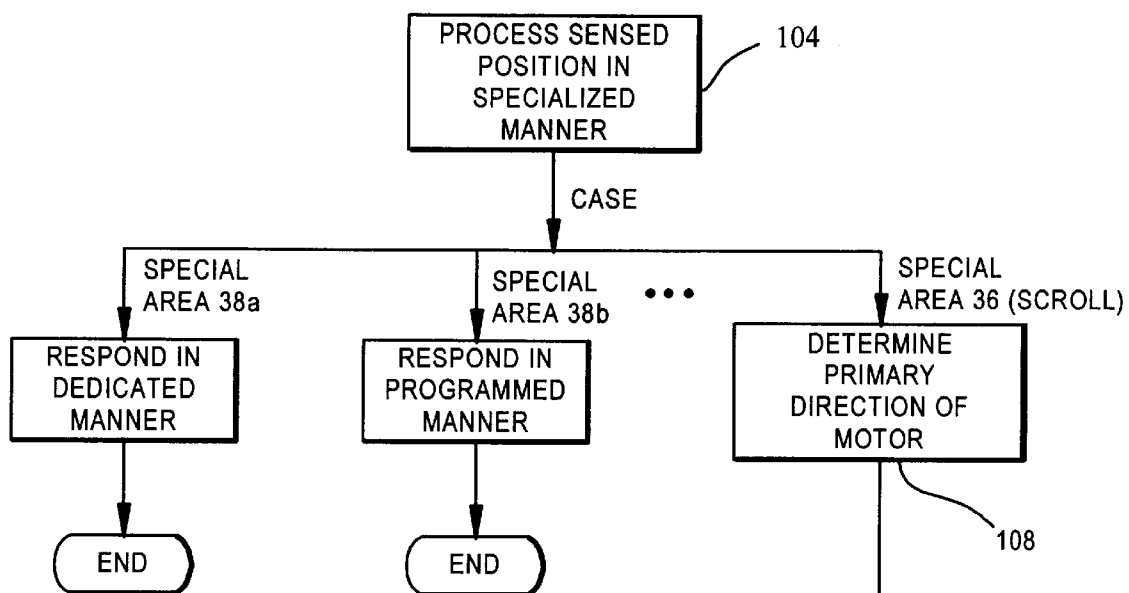 PROCESS SENSED
POSITION IN
SPECIALIZED
MANNER
104
CASE
SPECIAL
AREA 38a
SPECIAL
AREA 38b
SPECIAL
AREA 36 (SCROLL)
RESPOND IN
DEDICATED
MANNER
RESPOND IN
PROGRAMMED
MANNER
DETERMINE
PRIMARY
DIRECTION OF
MOTOR
108
END
END